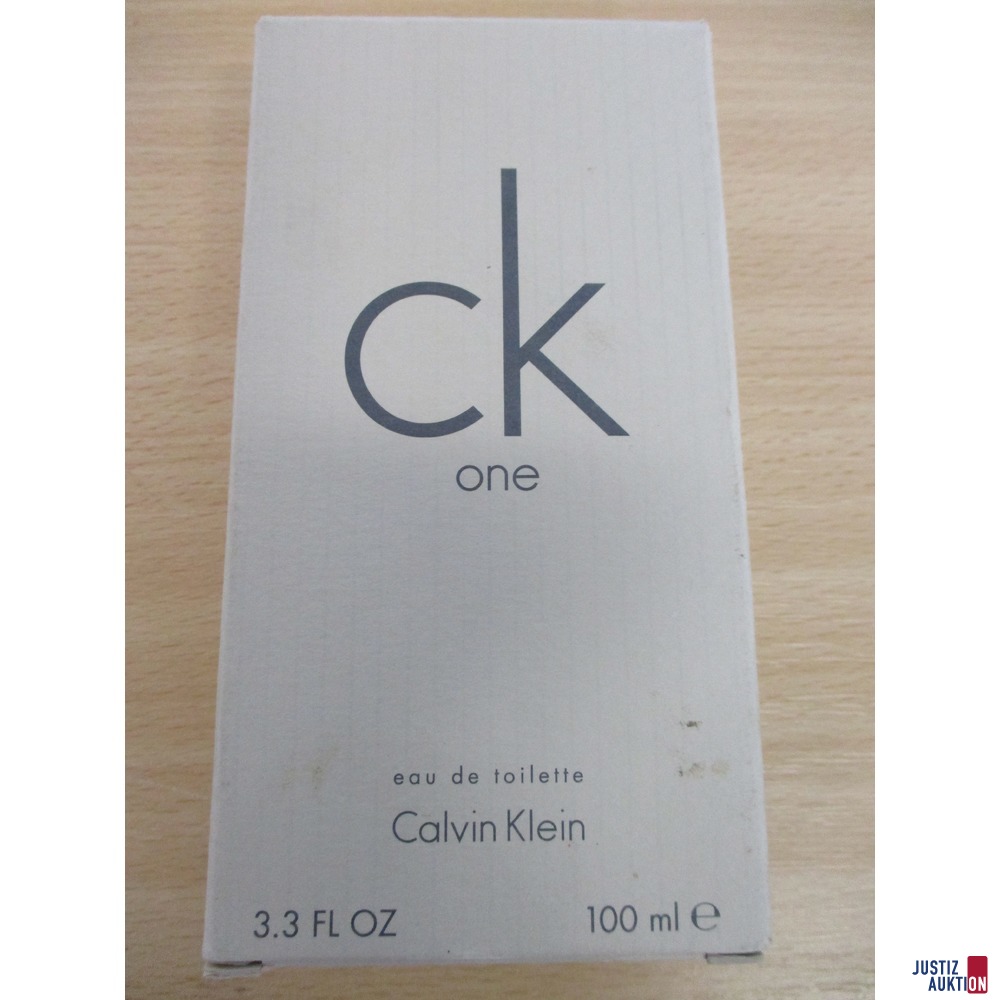 ck
one
eau de toilette
Calvin Klein
3.3 FL OZ 100 ml ℮
JUSTIZ
AUKTION